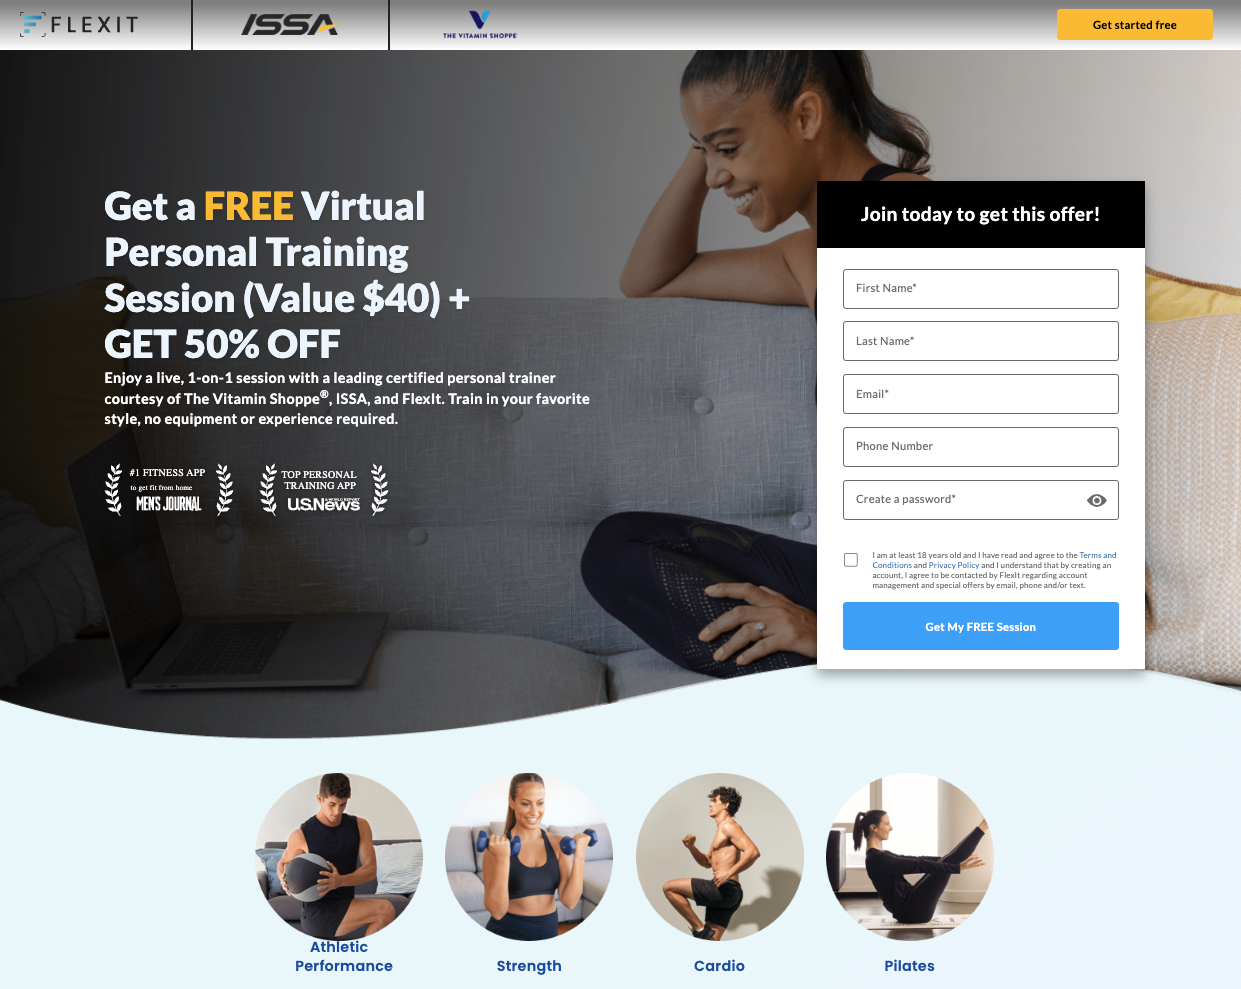 FLEXIT
ISSA
THE VITAMIN SHOPPE
Get started free
Get a FREE Virtual
Personal Training
Session (Value $40) +
GET 50% OFF
Enjoy a live, 1-on-1 session with a leading certified personal trainer
courtesy of The Vitamin Shoppe®, ISSA, and FlexIt. Train in your favorite
style, no equipment or experience required.
#1 FITNESS APP
to get fit from home
MEN'S JOURNAL
TOP PERSONAL
TRAINING APP
U.S.News
& WORLD REPORT
Join today to get this offer!
First Name*
Last Name*
Email*
Phone Number
Create a password*
I am at least 18 years old and I have read and agree to the Terms and
Conditions and Privacy Policy and I understand that by creating an
account, I agree to be contacted by FlexIt regarding account
management and special offers by email, phone and/or text.
Get My FREE Session
Athletic
Performance
Strength
Cardio
Pilates